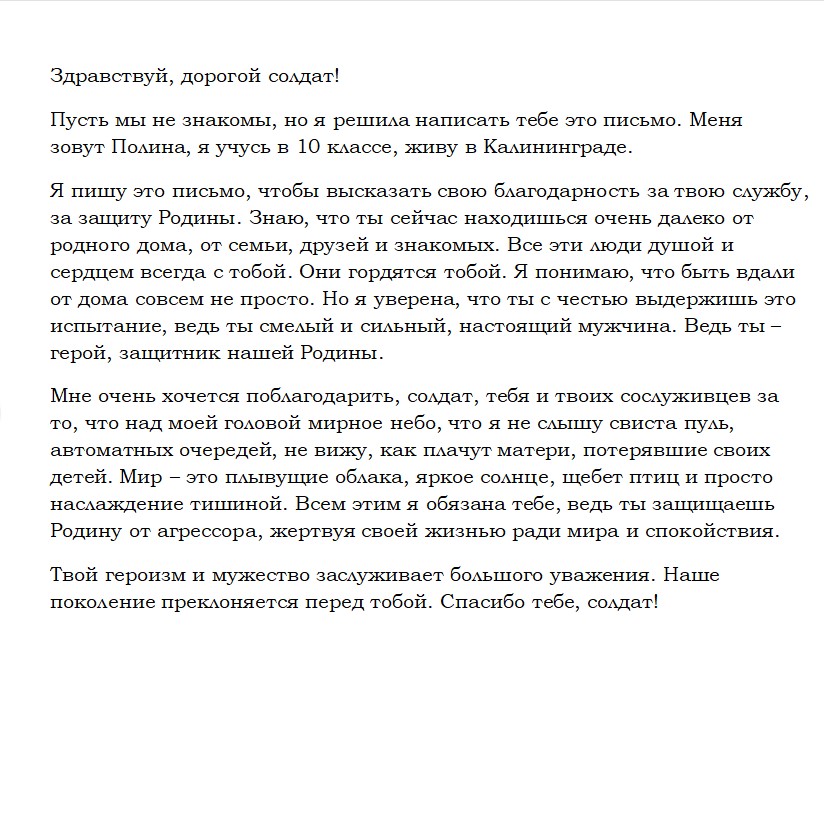 Здравствуй, дорогой солдат!
Пусть мы не знакомы, но я решила написать тебе это письмо. Меня
зовут Полина, я учусь в 10 классе, живу в Калининграде.
Я пишу это письмо, чтобы высказать свою благодарность за твою службу,
за защиту Родины. Знаю, что ты сейчас находишься очень далеко от
родного дома, от семьи, друзей и знакомых. Все эти люди душой и
сердцем всегда с тобой. Они гордятся тобой. Я понимаю, что быть вдали
от дома совсем не просто. Но я уверена, что ты с честью выдержишь это
испытание, ведь ты смелый и сильный, настоящий мужчина. Ведь ты –
герой, защитник нашей Родины.
Мне очень хочется поблагодарить, солдат, тебя и твоих сослуживцев за
то, что над моей головой мирное небо, что я не слышу свиста пуль,
автоматных очередей, не вижу, как плачут матери, потерявшие своих
детей. Мир – это плывущие облака, яркое солнце, щебет птиц и просто
наслаждение тишиной. Всем этим я обязана тебе, ведь ты защищаешь
Родину от агрессора, жертвуя своей жизнью ради мира и спокойствия.
Твой героизм и мужество заслуживает большого уважения. Наше
поколение преклоняется перед тобой. Спасибо тебе, солдат!